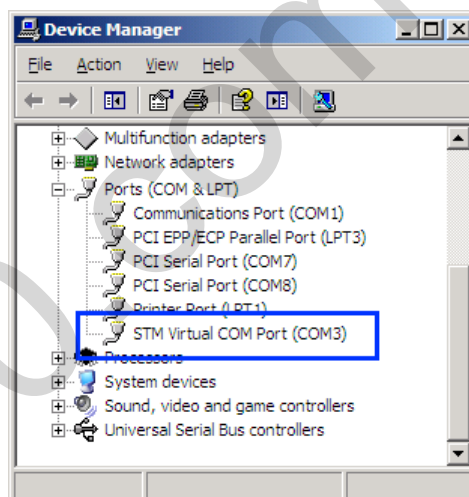 Device Manager
File Action View Help
Multifunction adapters
Network adapters
Ports (COM & LPT)
Communications Port (COM1)
PCI EPP/ECP Parallel Port (LPT3)
PCI Serial Port (COM7)
PCI Serial Port (COM8)
Printer Port (LPT1)
STM Virtual COM Port (COM3)
Processors
System devices
Sound, video and game controllers
Universal Serial Bus controllers